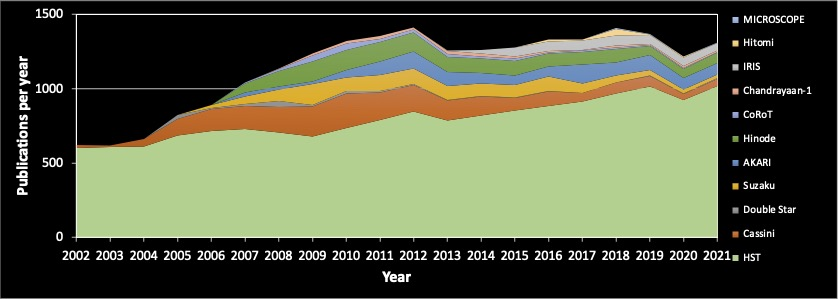 1500
1000
500
0
Publications per year
2002 2003 2004 2005 2006 2007 2008 2009 2010 2011 2012 2013 2014 2015 2016 2017 2018 2019 2020 2021
Year
MICROSCOPE
Hitomi
IRIS
Chandrayaan-1
CoRoT
Hinode
AKARI
Suzaku
Double Star
Cassini
HST